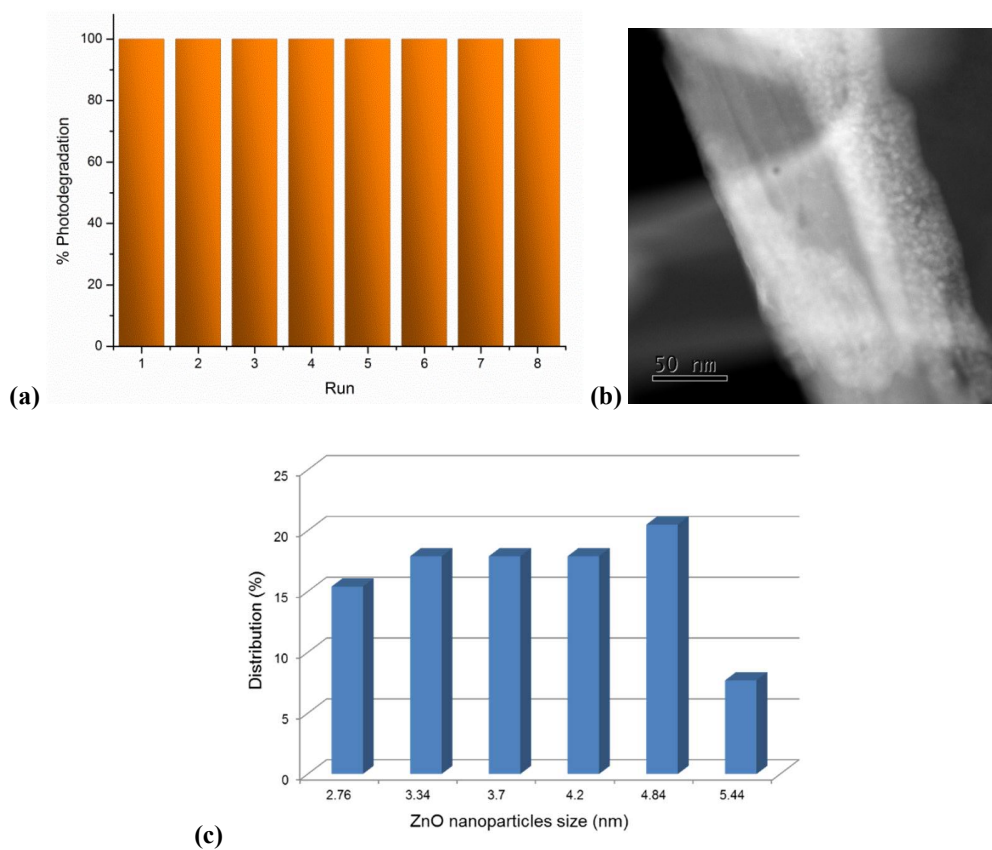 100
80
60
40
20
0
% Photodegradation
1 2 3 4 5 6 7 8
Run
(a)
50 nm
(b)
25
20
15
10
5
0
Distribution (%)
2.76 3.34 3.7 4.2 4.84 5.44
ZnO nanoparticles size (nm)
(c)